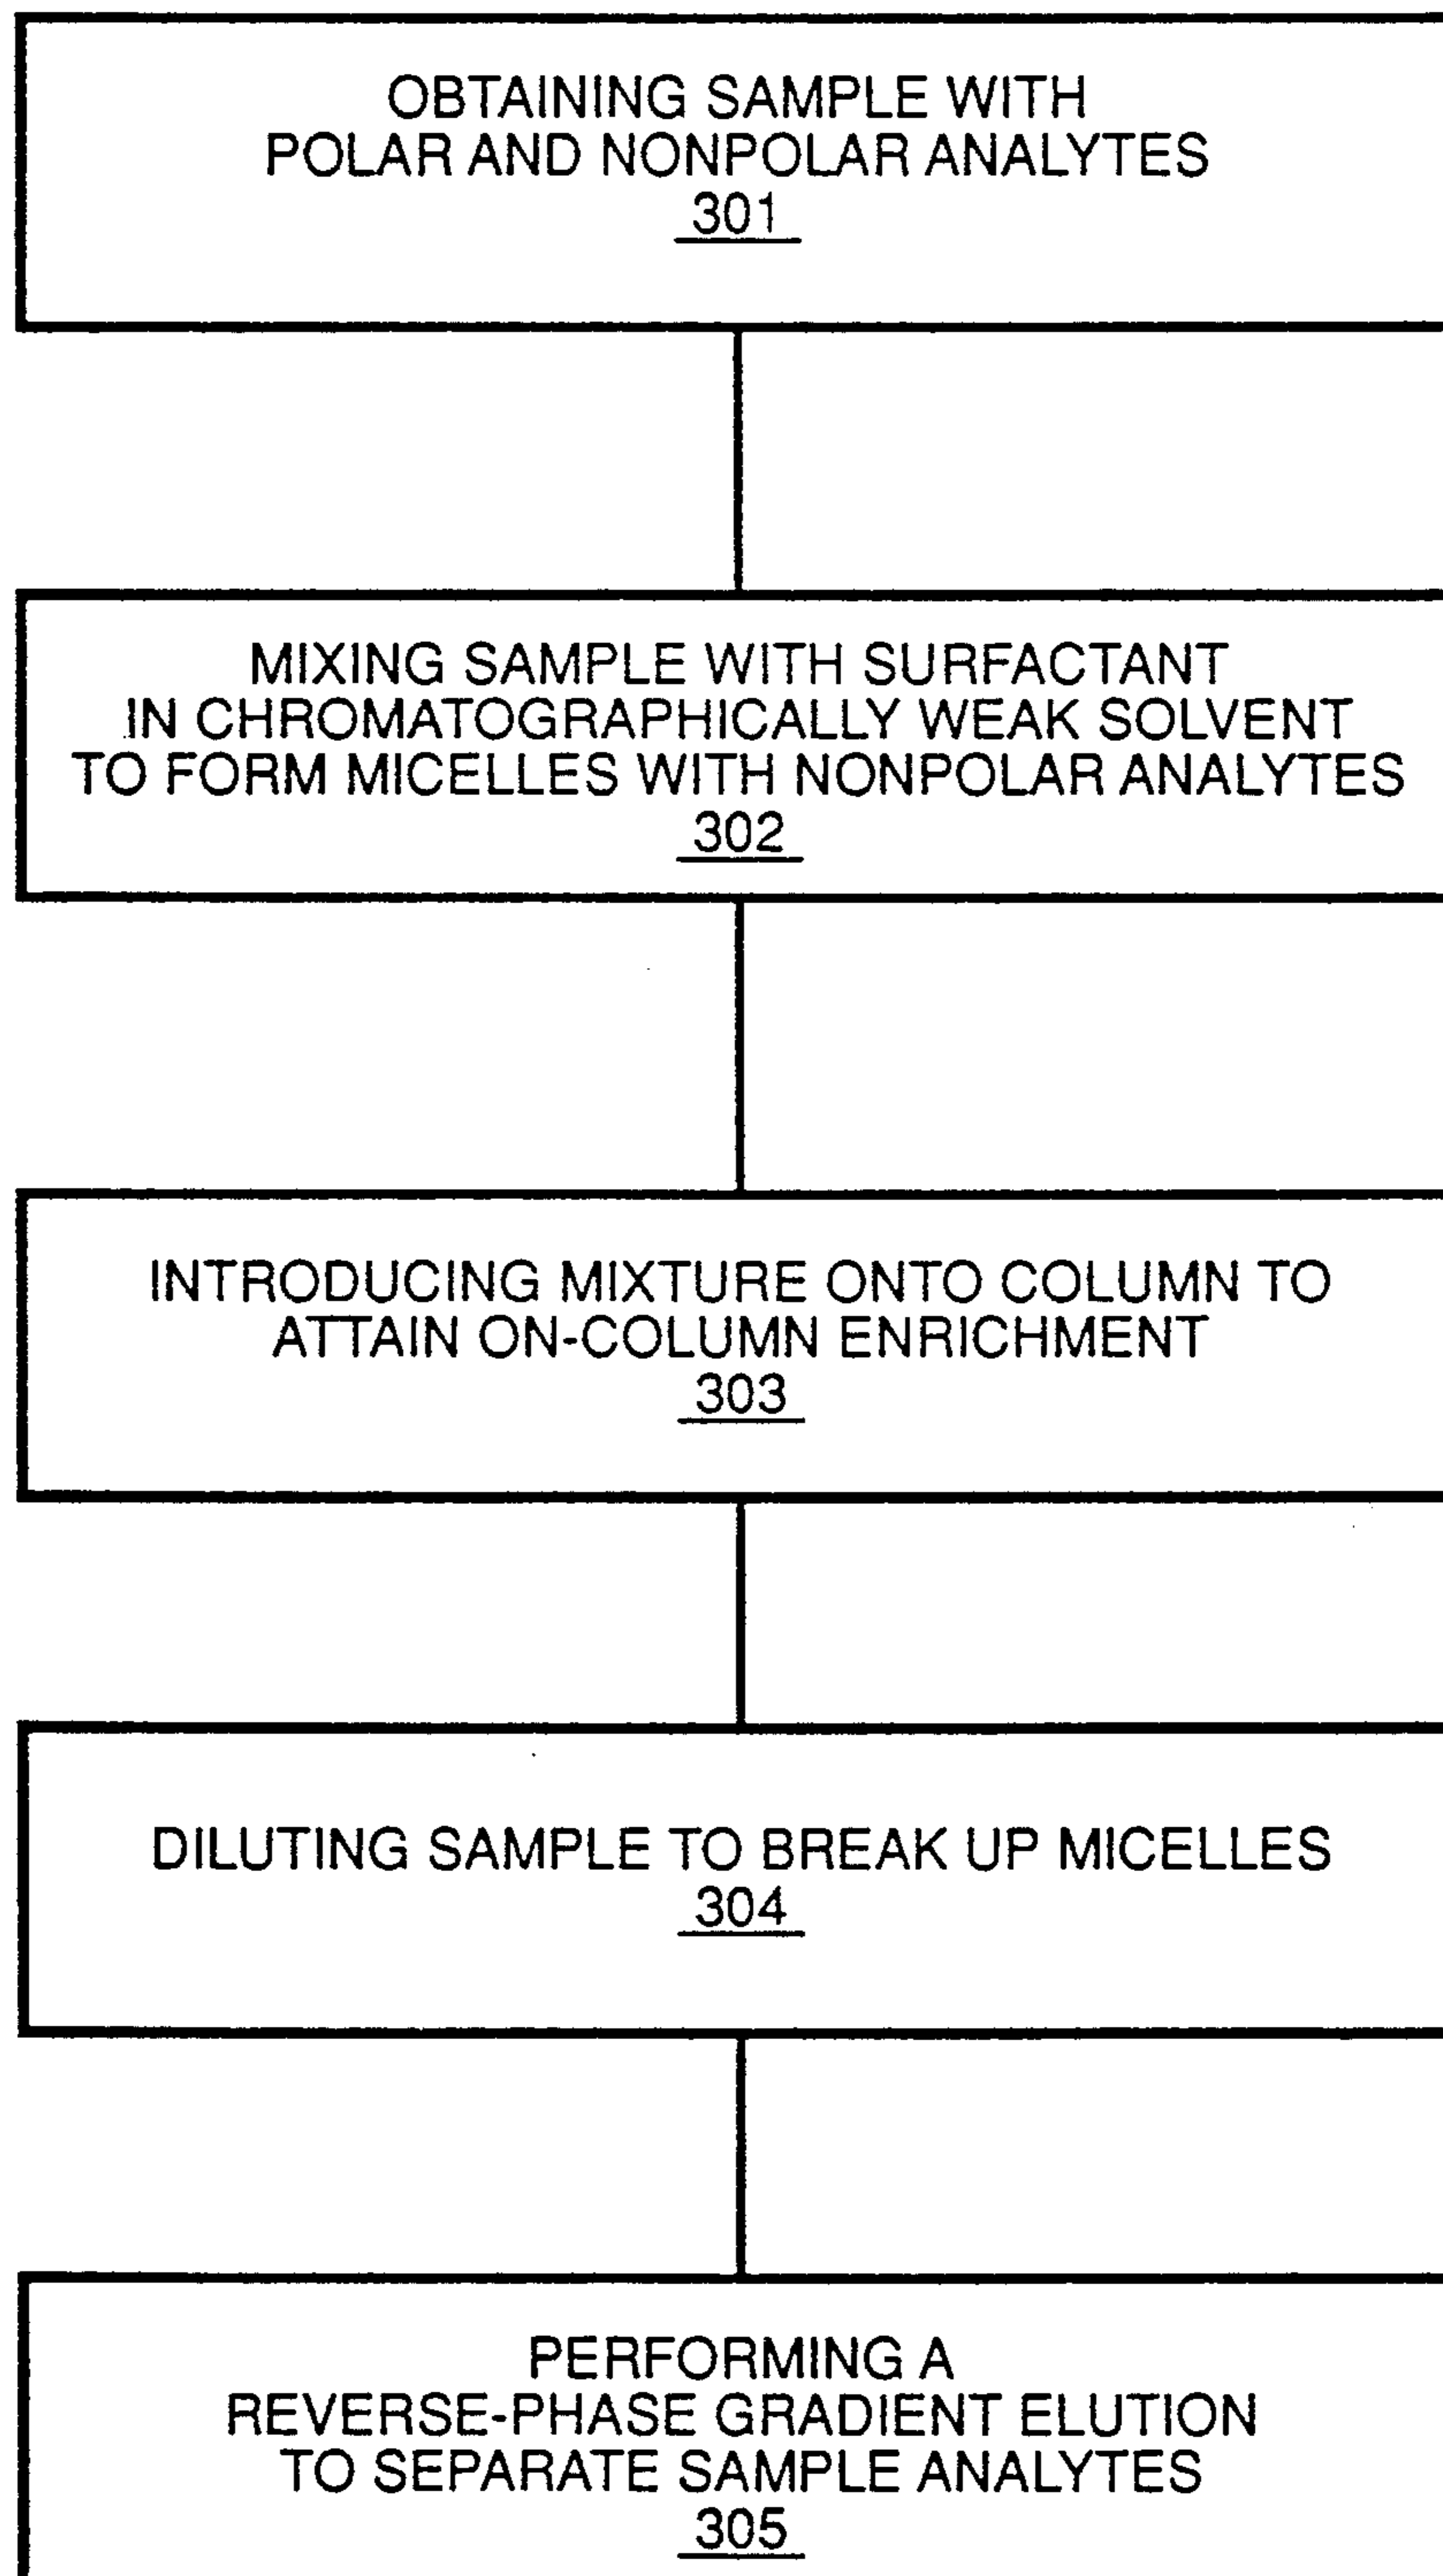 OBTAINING SAMPLE WITH
POLAR AND NONPOLAR ANALYTES
301
MIXING SAMPLE WITH SURFACTANT
IN CHROMATOGRAPHICALLY WEAK SOLVENT
TO FORM MICELLES WITH NONPOLAR ANALYTES
302
INTRODUCING MIXTURE ONTO COLUMN TO
ATTAIN ON-COLUMN ENRICHMENT
303
DILUTING SAMPLE TO BREAK UP MICELLES
304
PERFORMING A
REVERSE-PHASE GRADIENT ELUTION
TO SEPARATE SAMPLE ANALYTES
305